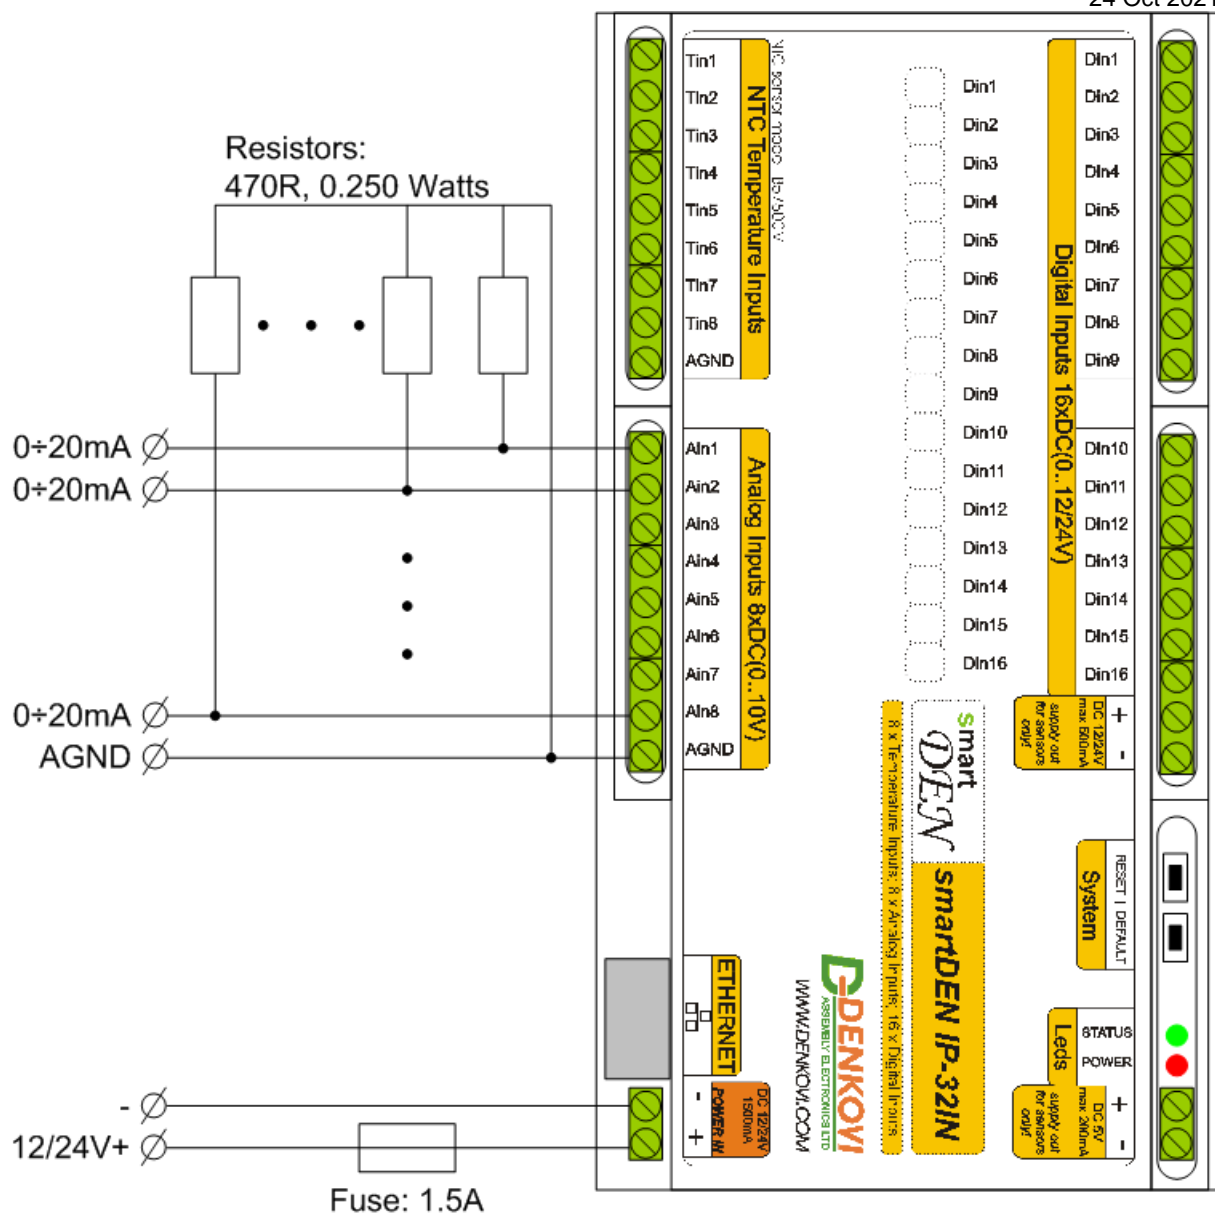 24 Oct 2021
Resistors:
470R, 0.250 Watts
0÷20mA
0÷20mA
0÷20mA
AGND
-
12/24V+
Fuse: 1.5A
Tin1
TIn2
Tin3
TIn4
Tin5
Tin6
TIn7
Tin8
AGND
NTC Temperature Inputs
AIn1
Ain2
Ain3
Ain4
Ain5
AIn6
Ain7
AIn8
AGND
Analog Inputs 8xDC(0..10V)
ETHERNET
-
+
POWER IN
DC 12/24V
1500mA
Din1
Din2
Din3
Din4
Din5
Din6
Din7
Din8
Din9
Din10
Din11
Din12
Din13
Din14
Din15
DIn16
Digital Inputs 16xDC(0..12/24V)
DIn1
Din2
Din3
DIn4
Din5
DIn6
Din7
DIn8
Din9
DIn10
Din11
Din12
Din13
Din14
DIn15
Din16
+
-
DC 12/24V
max 500mA
supply out
for sensors
only!
smart
DEN
smartDEN IP-32IN
8 x Temperature Inputs; 8 x Analog Inputs; 16 x Digital Inputs
DENKOVI
ASSEMBLY ELECTRONICS LTD
WWW.DENKOVI.COM
RESET | DEFAULT
System
STATUS
POWER
Leds
+
-
DC 5V
max 200mA
supply out
for sensors
only!